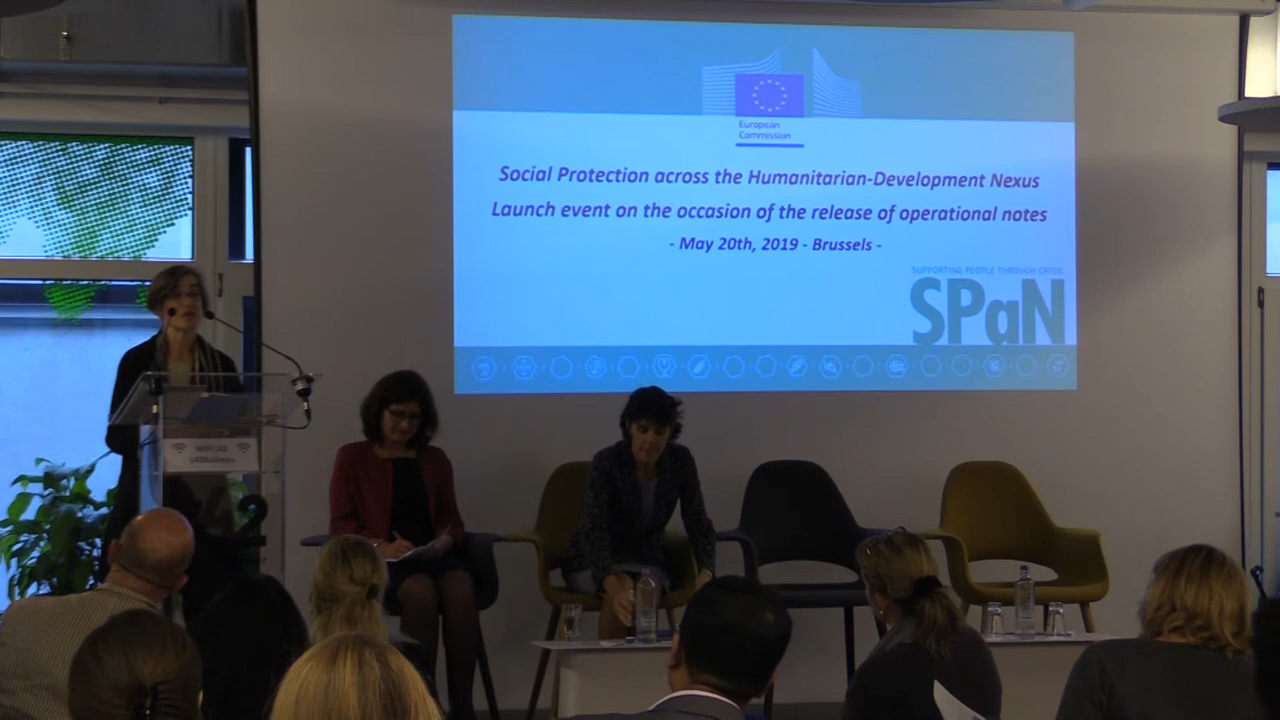 European
Commission
Social Protection across the Humanitarian-Development Nexus
Launch event on the occasion of the release of operational notes
- May 20th, 2019 - Brussels -
SUPPORTING PEOPLE THROUGH CRISIS
SPaN